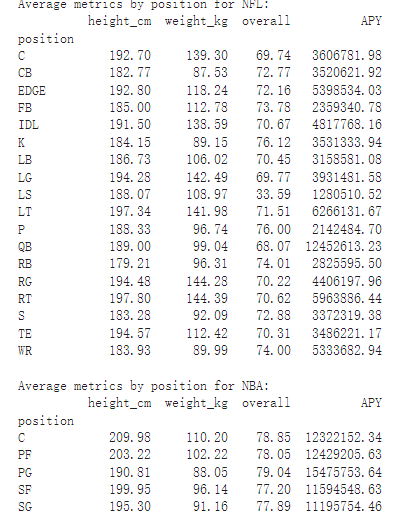 Average metrics by position for NFL:
height_cm weight_kg overall APY
position
C 192.70 139.30 69.74 3606781.98
CB 182.77 87.53 72.77 3520621.92
EDGE 192.80 118.24 72.16 5398534.03
FB 185.00 112.78 73.78 2359340.78
IDL 191.50 138.59 70.67 4817768.16
K 184.15 89.15 76.12 3531333.94
LB 186.73 106.02 70.45 3158581.08
LG 194.28 142.49 69.77 3931481.58
LS 188.07 108.97 33.59 1280510.52
LT 197.34 141.98 71.51 6266131.67
P 188.33 96.74 76.00 2142484.70
QB 189.00 99.04 68.07 12452613.23
RB 179.21 96.31 74.01 2825595.50
RG 194.48 144.28 70.22 4406197.96
RT 197.80 144.39 70.62 5963886.44
S 183.28 92.09 72.88 3372319.38
TE 194.57 112.42 70.31 3486221.17
WR 183.93 89.99 74.00 5333682.94
Average metrics by position for NBA:
height_cm weight_kg overall APY
position
C 209.98 110.20 78.85 12322152.34
PF 203.22 102.22 78.05 12429205.63
PG 190.81 88.05 79.04 15475753.64
SF 199.95 96.14 77.20 11594548.63
SG 195.30 91.16 77.89 11195754.46